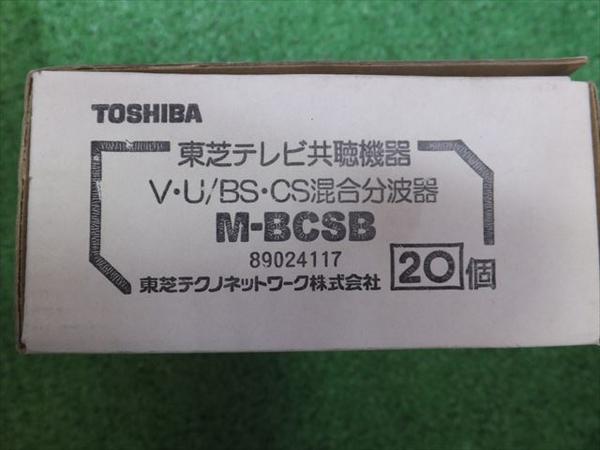 TOSHIBA
東芝テレビ共聴機器
V・U/BS・CS混合分波器
M-BCSB
89024117
東芝テクノネットワーク株式会社 20個